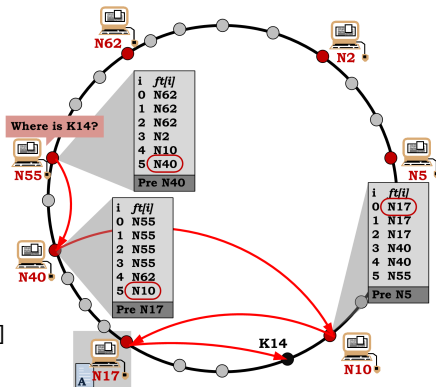 N62
N2
i ft[i]
0 N62
1 N62
2 N62
3 N2
4 N10
5 N40
Pre N40
Where is K14?
N55
N5
i ft[i]
0 N17
1 N17
2 N17
3 N40
4 N40
5 N55
Pre N5
i ft[i]
0 N55
1 N55
2 N55
3 N55
4 N62
5 N10
Pre N17
N40
]
K14
N10
N17
A